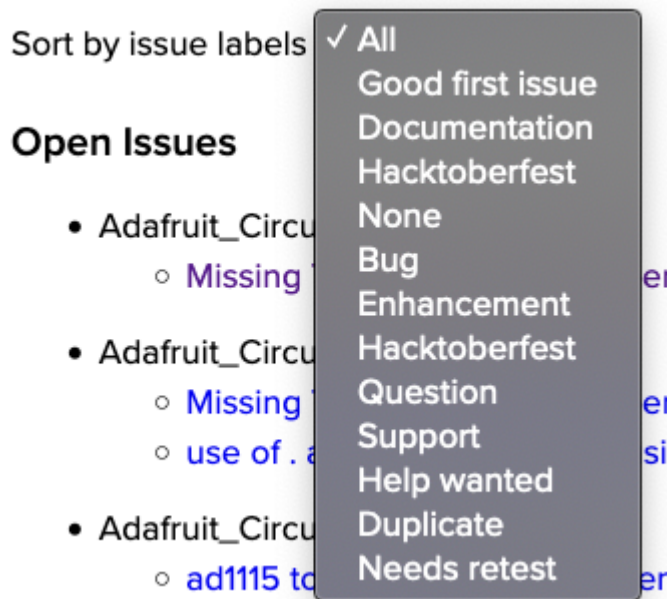 Sort by issue labels ✓ All
Good first issue
Documentation
Hacktoberfest
None
Bug
Enhancement
Hacktoberfest
Question
Support
Help wanted
Duplicate
Needs retest
Open Issues
• Adafruit_Circu
○ Missing
• Adafruit_Circu
○ Missing
○ use of .
• Adafruit_Circu
○ ad1115